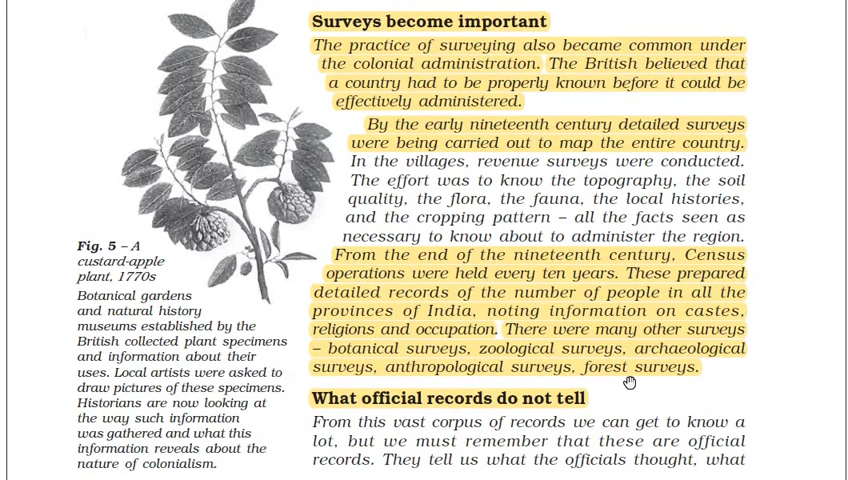 Surveys become important
The practice of surveying also became common under
the colonial administration. The British believed that
a country had to be properly known before it could be
effectively administered.
By the early nineteenth century detailed surveys
were being carried out to map the entire country.
In the villages, revenue surveys were conducted.
The effort was to know the topography, the soil
quality, the flora, the fauna, the local histories,
and the cropping pattern – all the facts seen as
necessary to know about to administer the region.
From the end of the nineteenth century, Census
operations were held every ten years. These prepared
detailed records of the number of people in all the
provinces of India, noting information on castes,
religions and occupation. There were many other surveys
– botanical surveys, zoological surveys, archaeological
surveys, anthropological surveys, forest surveys.
What official records do not tell
From this vast corpus of records we can get to know a
lot, but we must remember that these are official
records. They tell us what the officials thought, what
Fig. 5 – A
custard-apple
plant, 1770s
Botanical gardens
and natural history
museums established by the
British collected plant specimens
and information about their
uses. Local artists were asked to
draw pictures of these specimens.
Historians are now looking at
the way such information
was gathered and what this
information reveals about the
nature of colonialism.